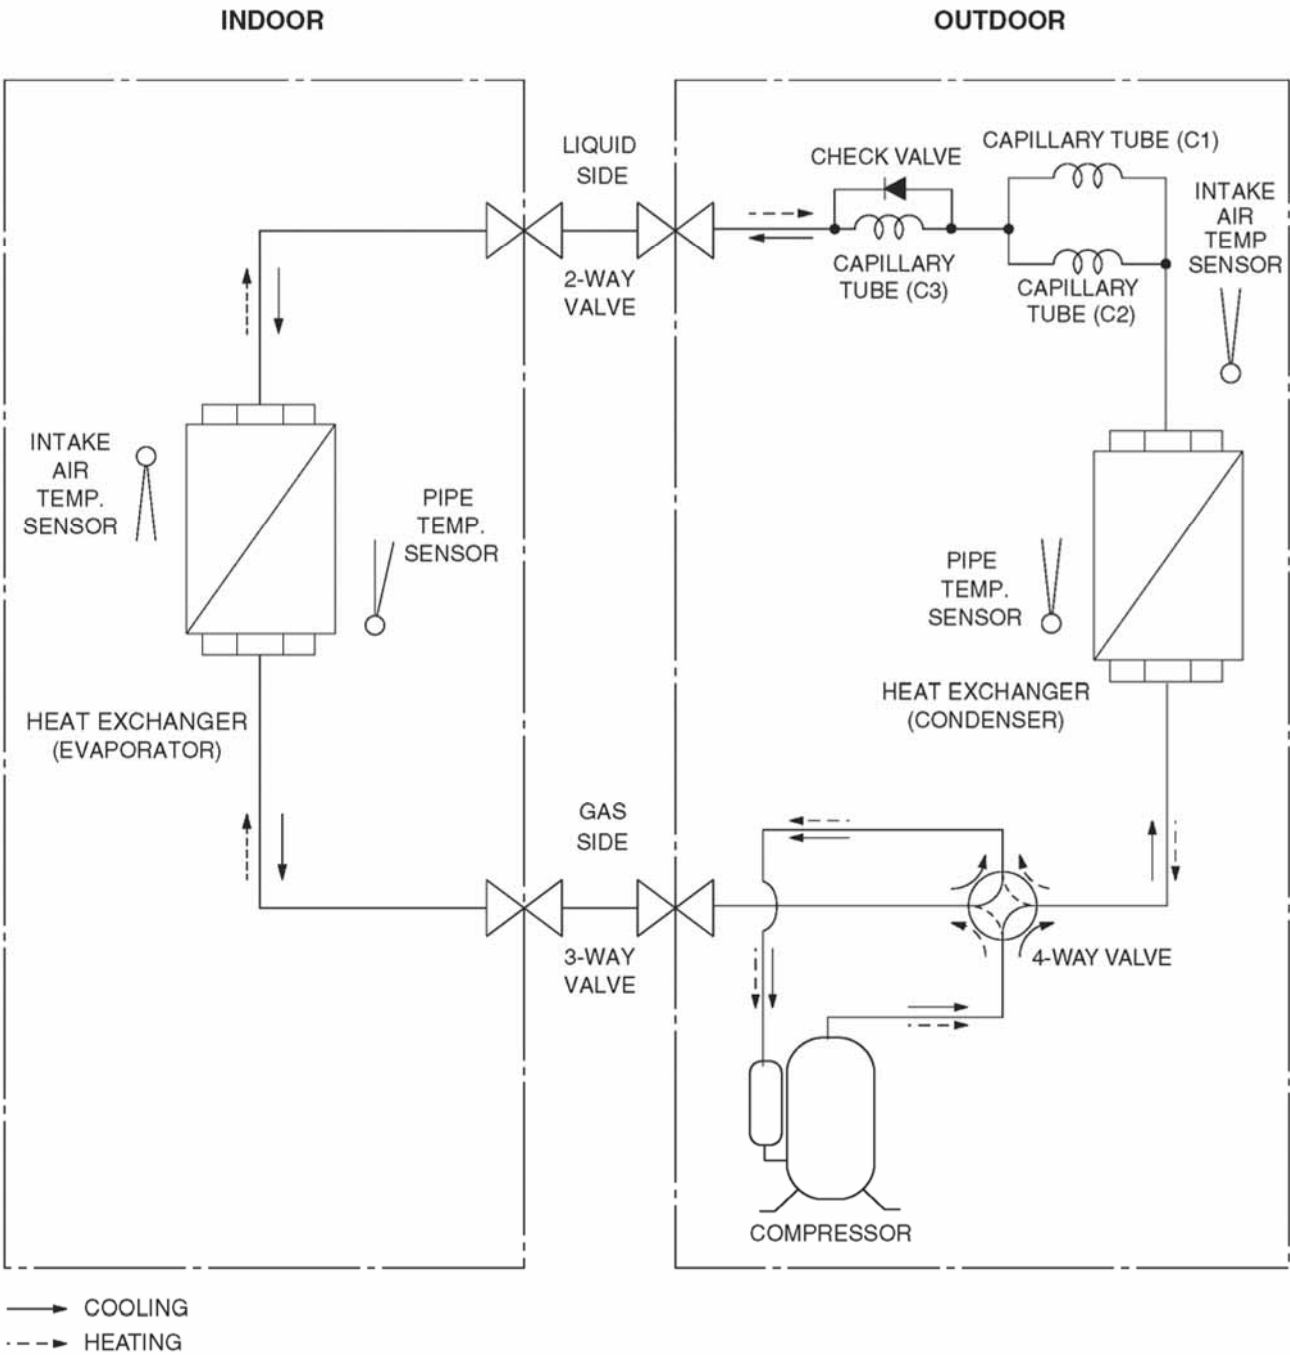 INDOOR
OUTDOOR
LIQUID
SIDE
2-WAY
VALVE
CHECK VALVE
CAPILLARY TUBE (C1)
CAPILLARY
TUBE (C3)
CAPILLARY
TUBE (C2)
INTAKE
AIR
TEMP
SENSOR
INTAKE
AIR
TEMP.
SENSOR
PIPE
TEMP.
SENSOR
PIPE
TEMP.
SENSOR
HEAT EXCHANGER
(EVAPORATOR)
HEAT EXCHANGER
(CONDENSER)
GAS
SIDE
3-WAY
VALVE
4-WAY VALVE
COMPRESSOR
COOLING
HEATING